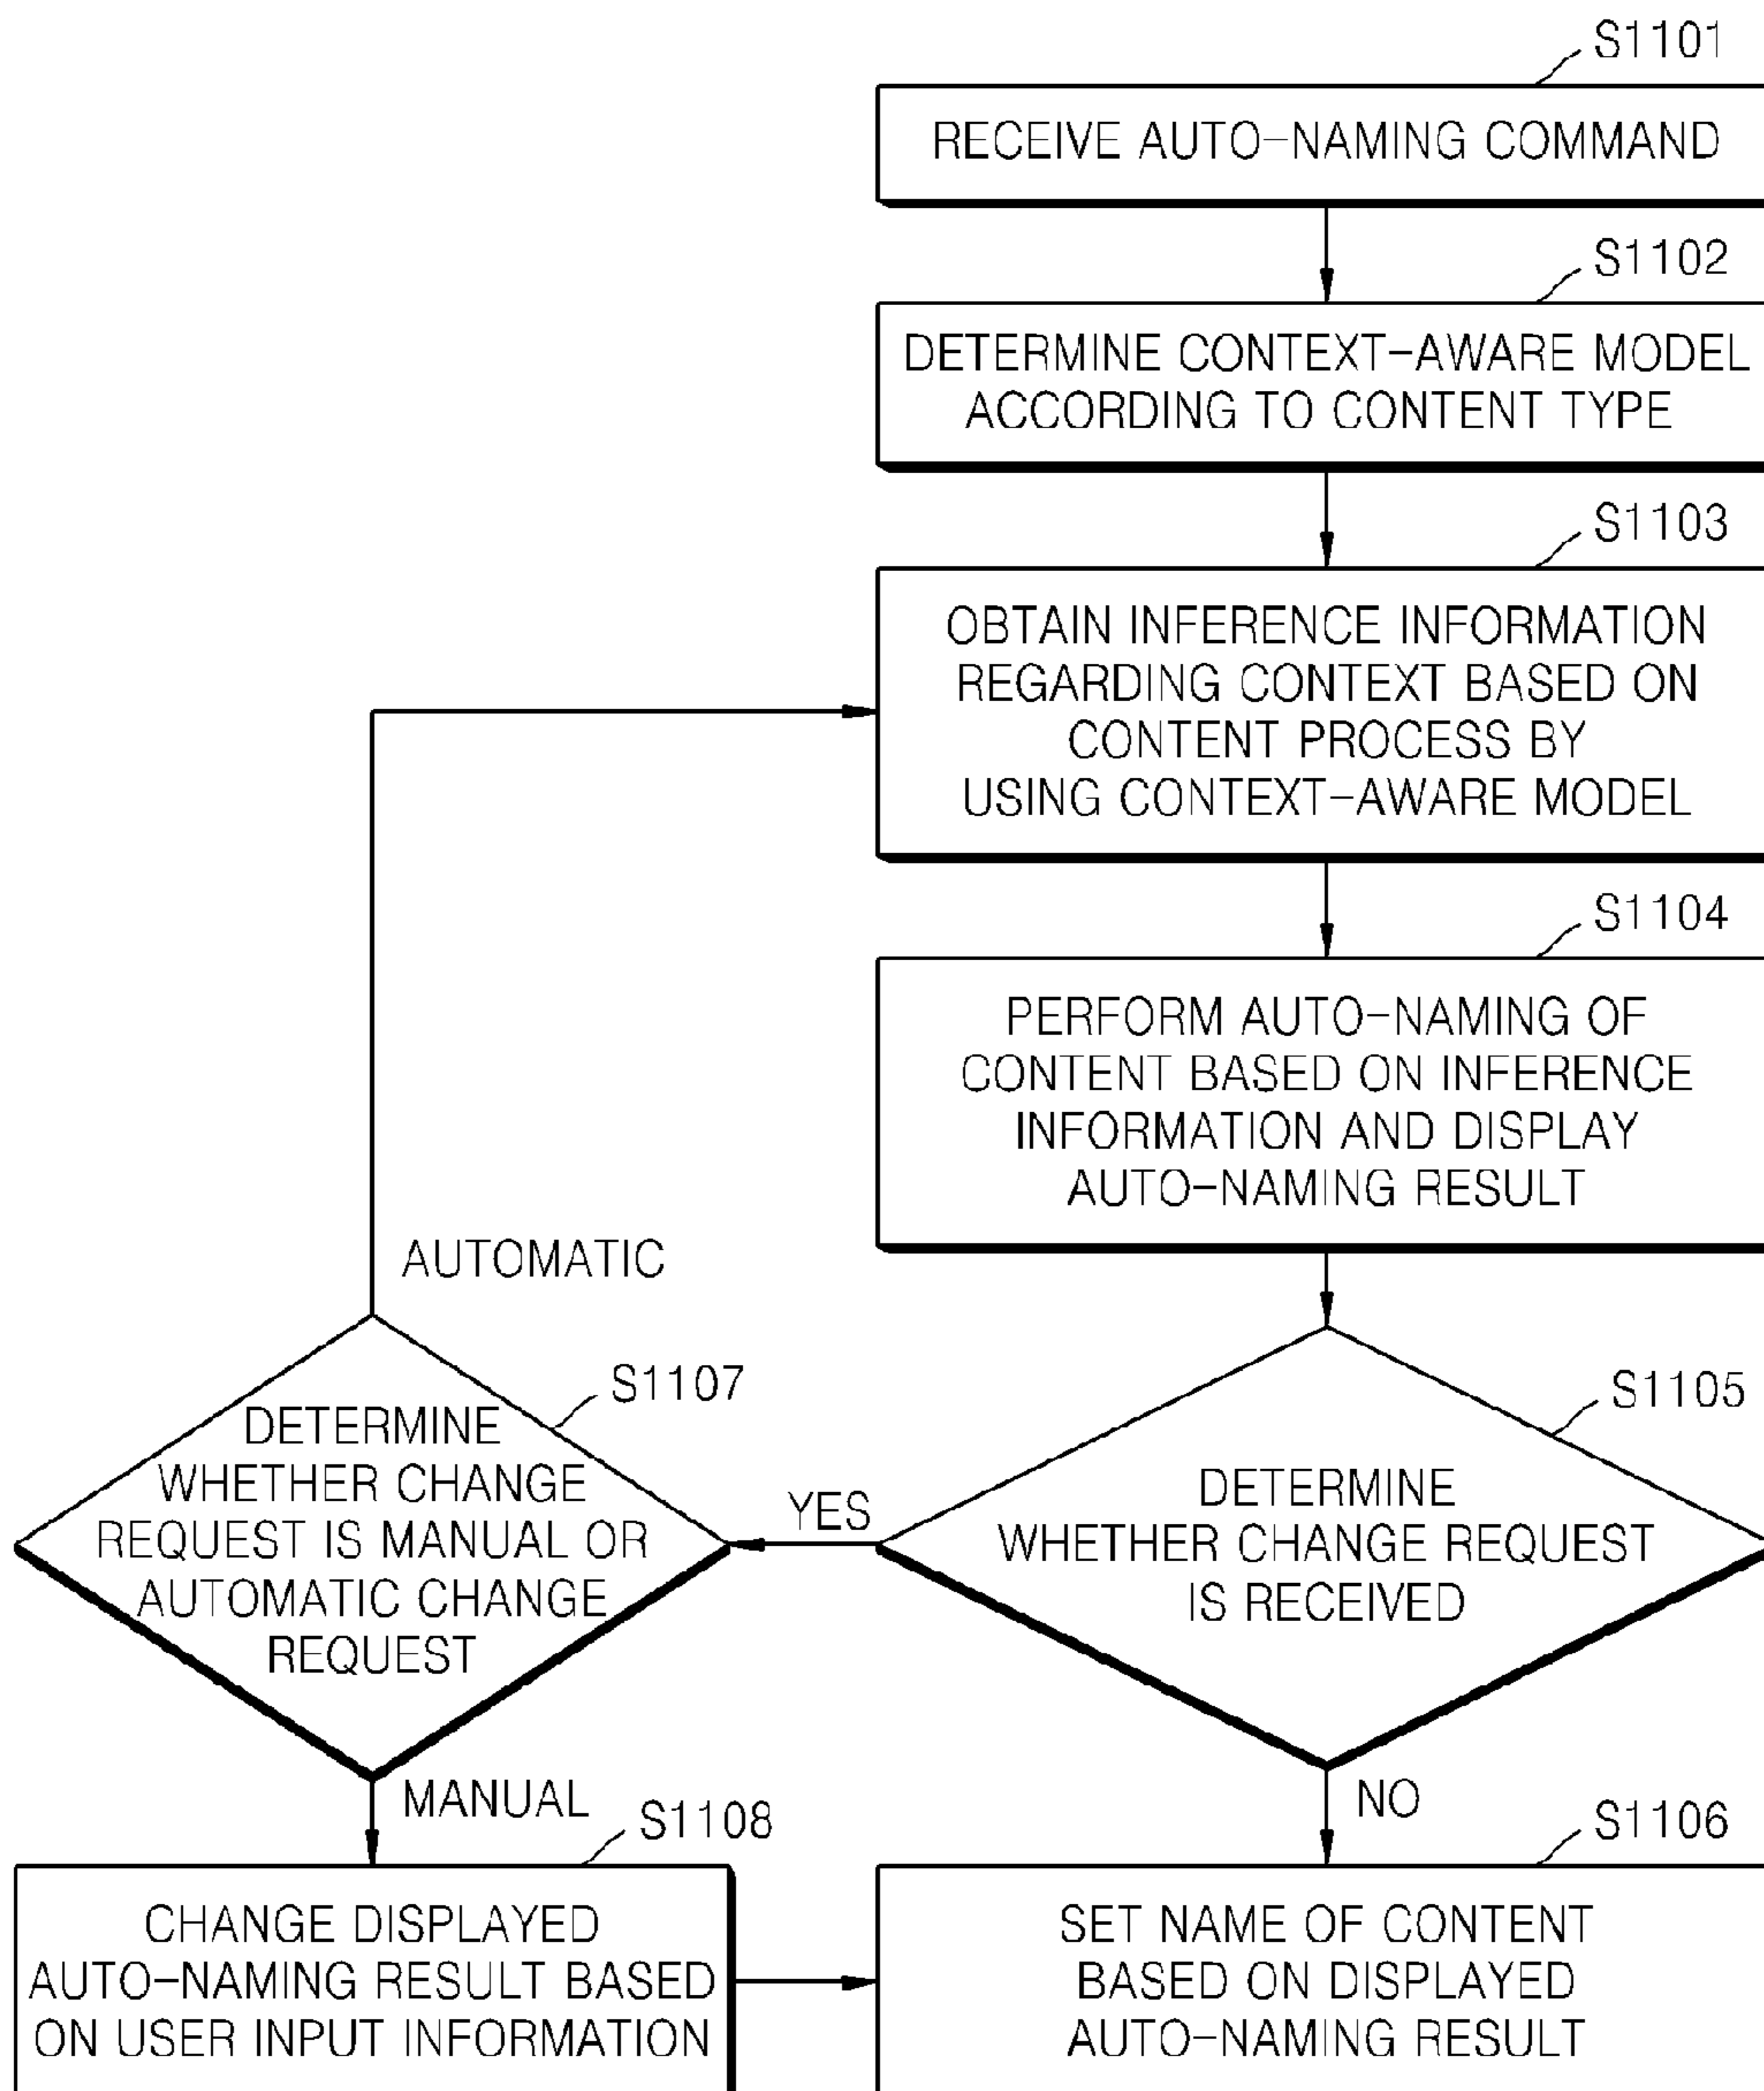 S1101
RECEIVE AUTO-NAMING COMMAND
S1102
DETERMINE CONTEXT-AWARE MODEL
ACCORDING TO CONTENT TYPE
S1103
OBTAIN INFERENCE INFORMATION
REGARDING CONTEXT BASED ON
CONTENT PROCESS BY
USING CONTEXT-AWARE MODEL
S1104
PERFORM AUTO-NAMING OF
CONTENT BASED ON INFERENCE
INFORMATION AND DISPLAY
AUTO-NAMING RESULT
AUTOMATIC
S1107
DETERMINE
WHETHER CHANGE
REQUEST IS MANUAL OR
AUTOMATIC CHANGE
REQUEST
YES
S1105
DETERMINE
WHETHER CHANGE REQUEST
IS RECEIVED
MANUAL
NO
S1108
CHANGE DISPLAYED
AUTO-NAMING RESULT BASED
ON USER INPUT INFORMATION
S1106
SET NAME OF CONTENT
BASED ON DISPLAYED
AUTO-NAMING RESULT